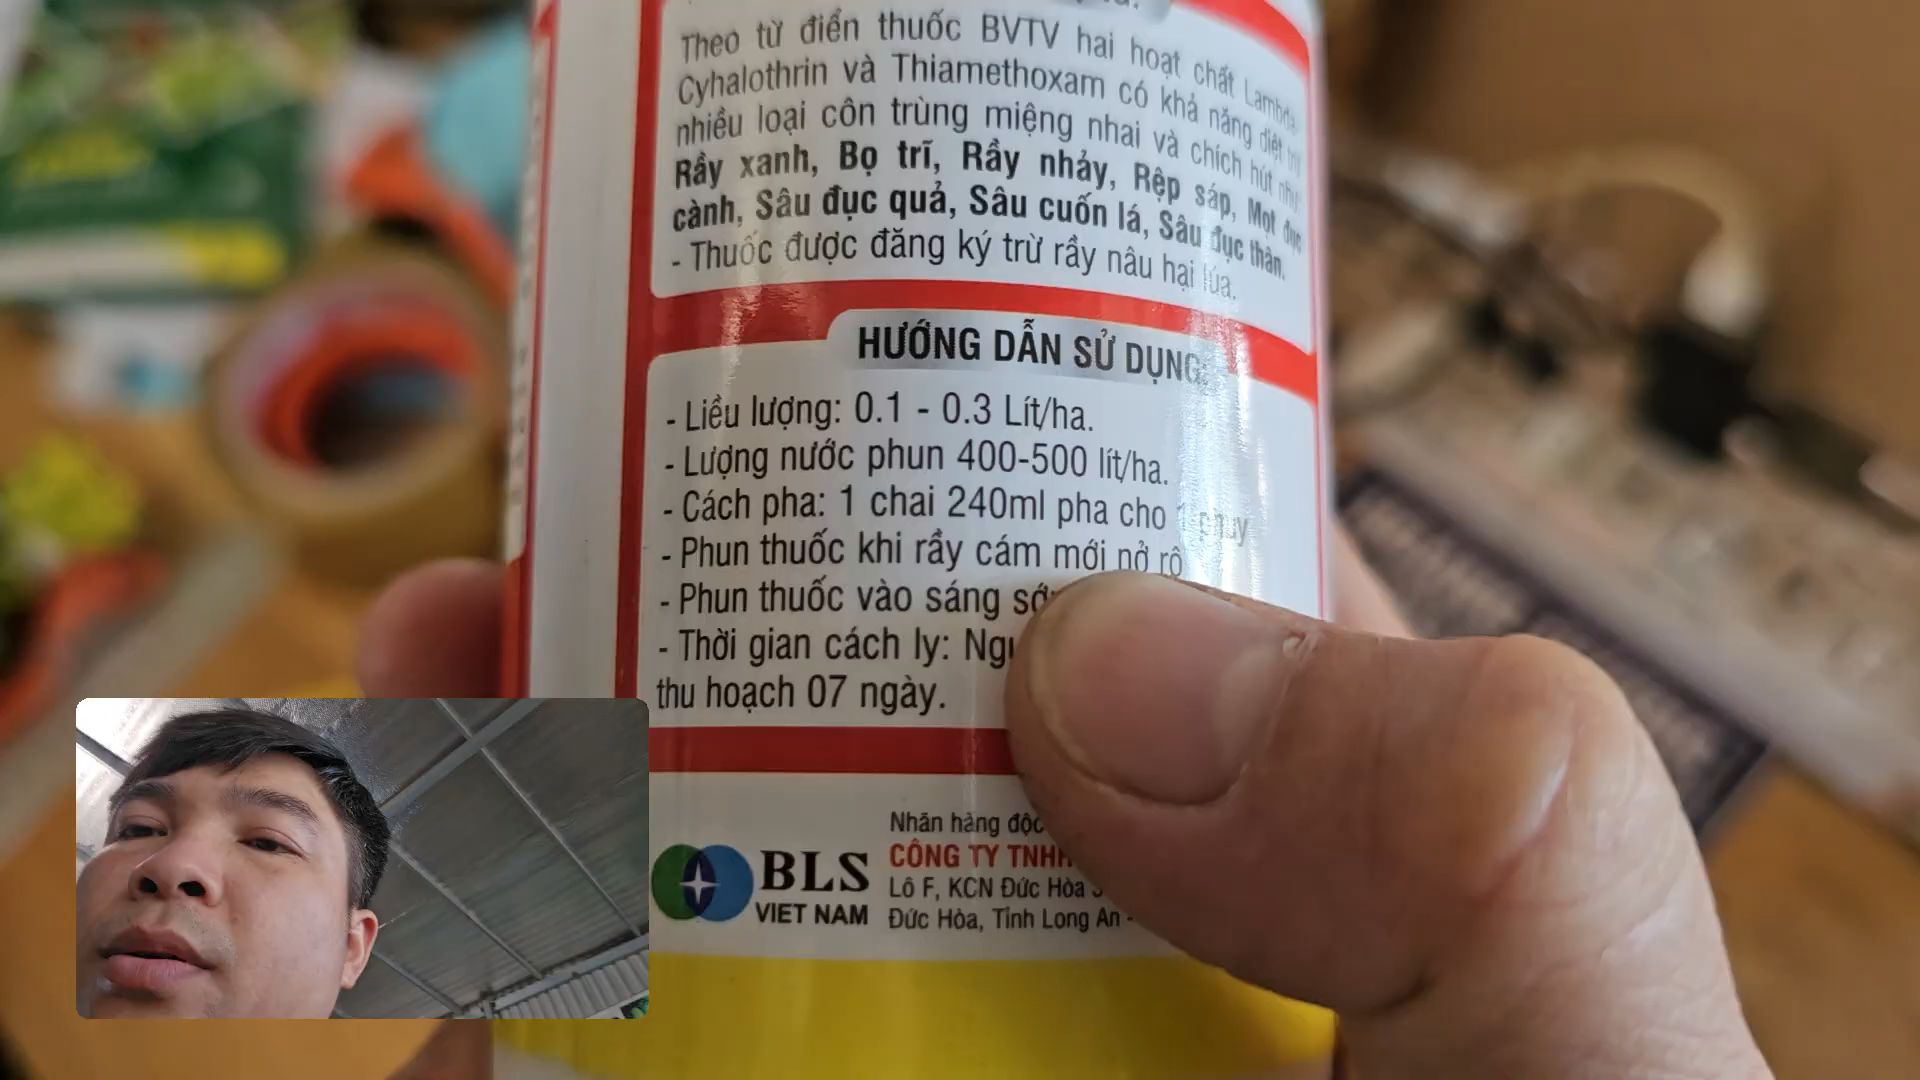 Theo từ điển thuốc BVTV hai hoạt chất Lambda-
Cyhalothrin và Thiamethoxam có khả năng diệt trừ
nhiều loại côn trùng miệng nhai và chích hút như
Rầy xanh, Bọ trĩ, Rầy nhảy, Rệp sáp, Mọt đục
cành, Sâu đục quả, Sâu cuốn lá, Sâu đục thân.
- Thuốc được đăng ký trừ rầy nâu hại lúa.
HƯỚNG DẪN SỬ DỤNG:
- Liều lượng: 0.1 - 0.3 Lít/ha.
- Lượng nước phun 400-500 lít/ha.
- Cách pha: 1 chai 240ml pha cho 1 phuy
- Phun thuốc khi rầy cám mới nở rộ
- Phun thuốc vào sáng
- Thời gian cách ly:
thu hoạch 07 ngày.
Nhãn hàng độc
CÔNG TY TNHH
BLS
VIET NAM
Lô F, KCN Đức Hòa
Đức Hòa, Tỉnh Long An -